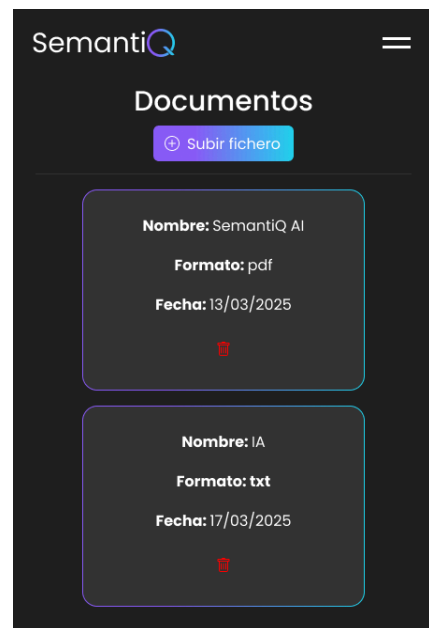 SemantiQ
Documentos
Subir fichero
Nombre: SemantiQ AI
Formato: pdf
Fecha: 13/03/2025
Nombre: IA
Formato: txt
Fecha: 17/03/2025